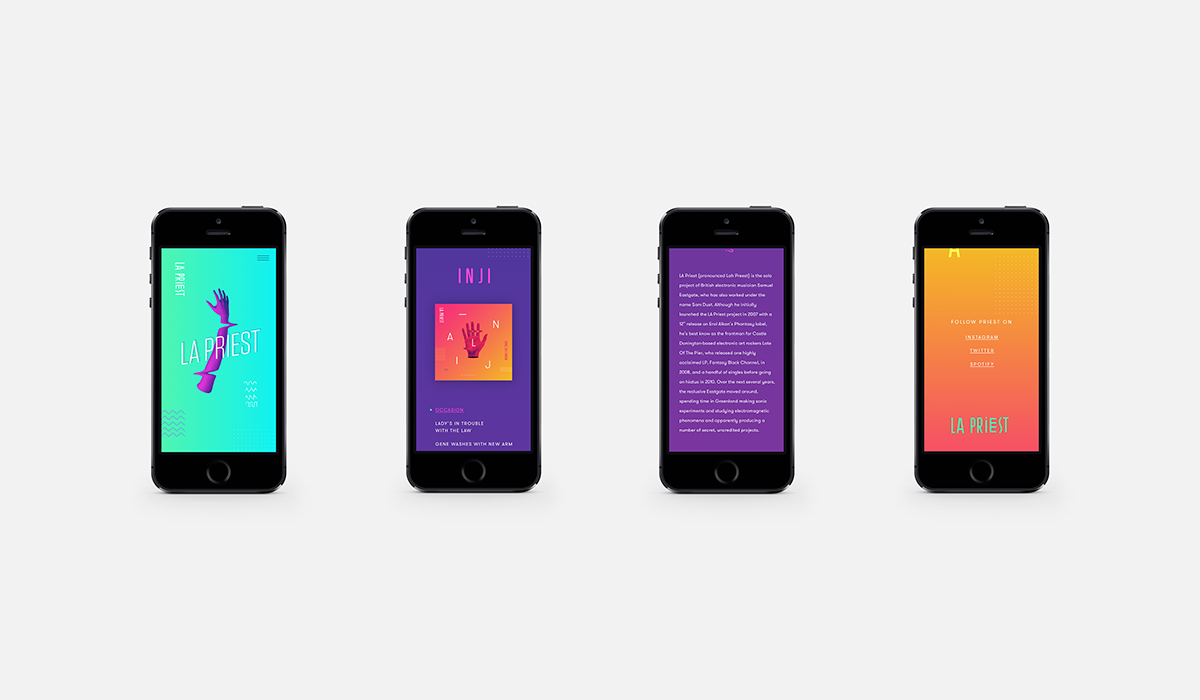 LA PRIEST
LA PRIEST
INJI
LA PRIEST
N
A
L
I
J
OCCASION
LADY'S IN TROUBLE
WITH THE LAW
GENE WASHES WITH NEW ARM
LA Priest (pronounced Lah Preest) is the solo
project of British electronic musician Samuel
Eastgate, who has also worked under the
name Sam Dust. Although he initially
launched the LA Priest project in 2007 with a
12" release on Erol Alkan's Phantasy label,
he's best know as the frontman for Castle
Donington-based electronic art rockers Late
Of The Pier, who released one highly
acclaimed LP, Fantasy Black Channel, in
2008, and a handful of singles before going
on hiatus in 2010. Over the next several years,
the reclusive Eastgate moved around,
spending time in Greenland making sonic
experiments and studying electromagnetic
phenomena and apparently producing a
number of secret, uncredited projects.
A
FOLLOW PRIEST ON
INSTAGRAM
TWITTER
SPOTIFY
LA PRIEST